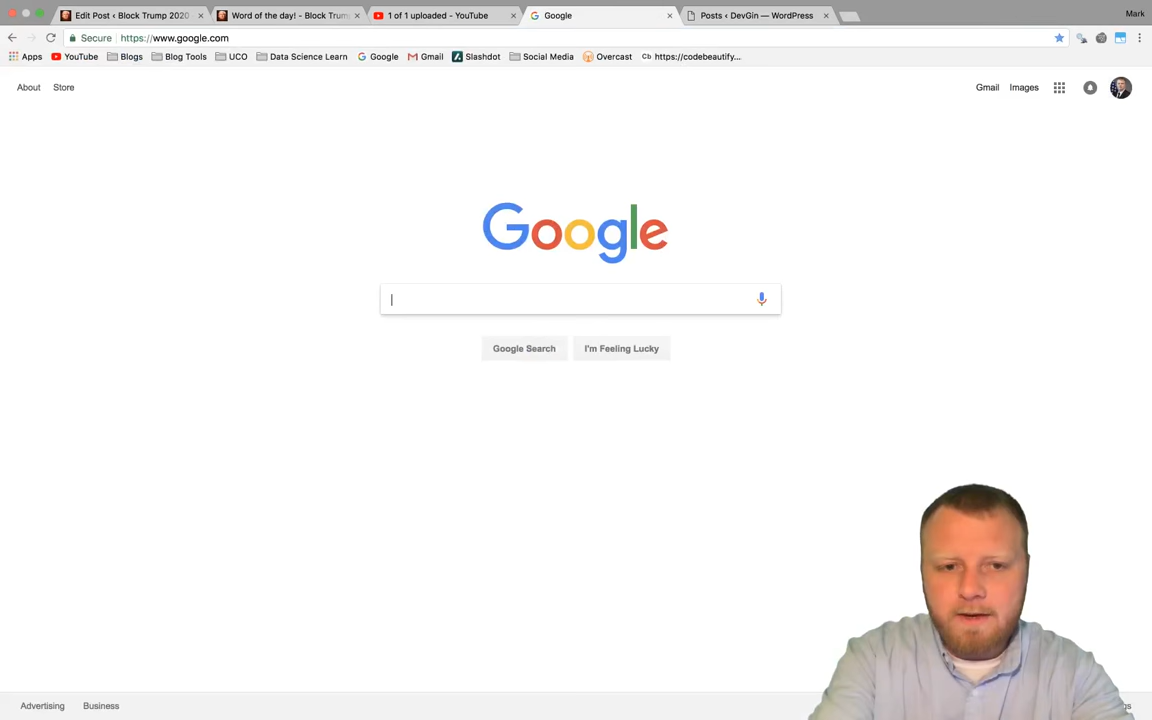 Edit Post ‹ Block Trump 2020
Word of the day! - Block Trum
1 of 1 uploaded - YouTube
Google
Posts ‹ DevGin — WordPress
Mark
Secure https://www.google.com
Apps
YouTube
Blogs
Blog Tools
UCO
Data Science Learn
Google
Gmail
Slashdot
Social Media
Overcast
Cb https://codebeautify...
About
Store
Gmail
Images
Google
Google Search
I'm Feeling Lucky
Advertising
Business